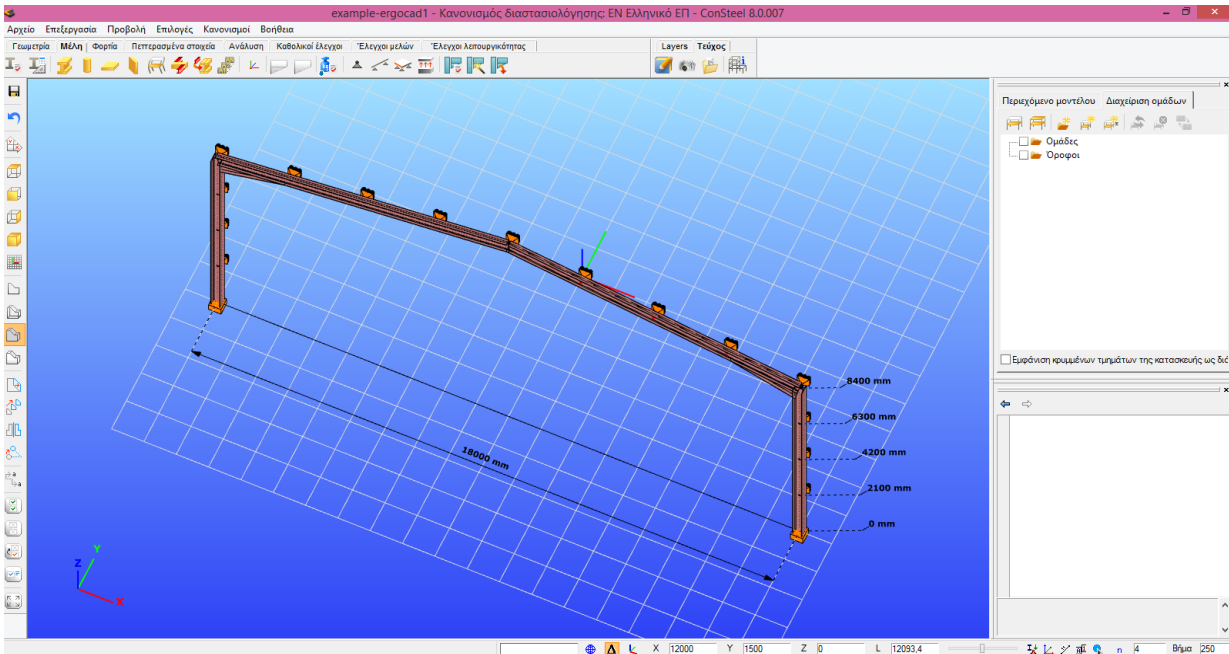 example-ergocad1 - Κανονισμός διαστασιολόγησης; EN Ελληνικό ΕΠ - ConSteel 8.0.007
Αρχείο Επεξεργασία Προβολή Επιλογές Κανονισμοί Βοήθεια
Γεωμετρία Μέλη Φορτία Πεπερασμένα στοιχεία Ανάλυση Καθολικοί έλεγχοι Έλεγχοι μελών Έλεγχοι λειτουργικότητας Layers Τεύχος
Περιεχόμενο μοντέλου Διαχείριση ομάδων
Ομάδες
Όροφοι
Εμφάνιση κρυμμένων τμημάτων της κατασκευής ως διά
8400 mm
6300 mm
4200 mm
2100 mm
0 mm
18000 mm
Z Y X
X 12000 Y 1500 Z 0 L 12093,4 n 4 Βήμα 250